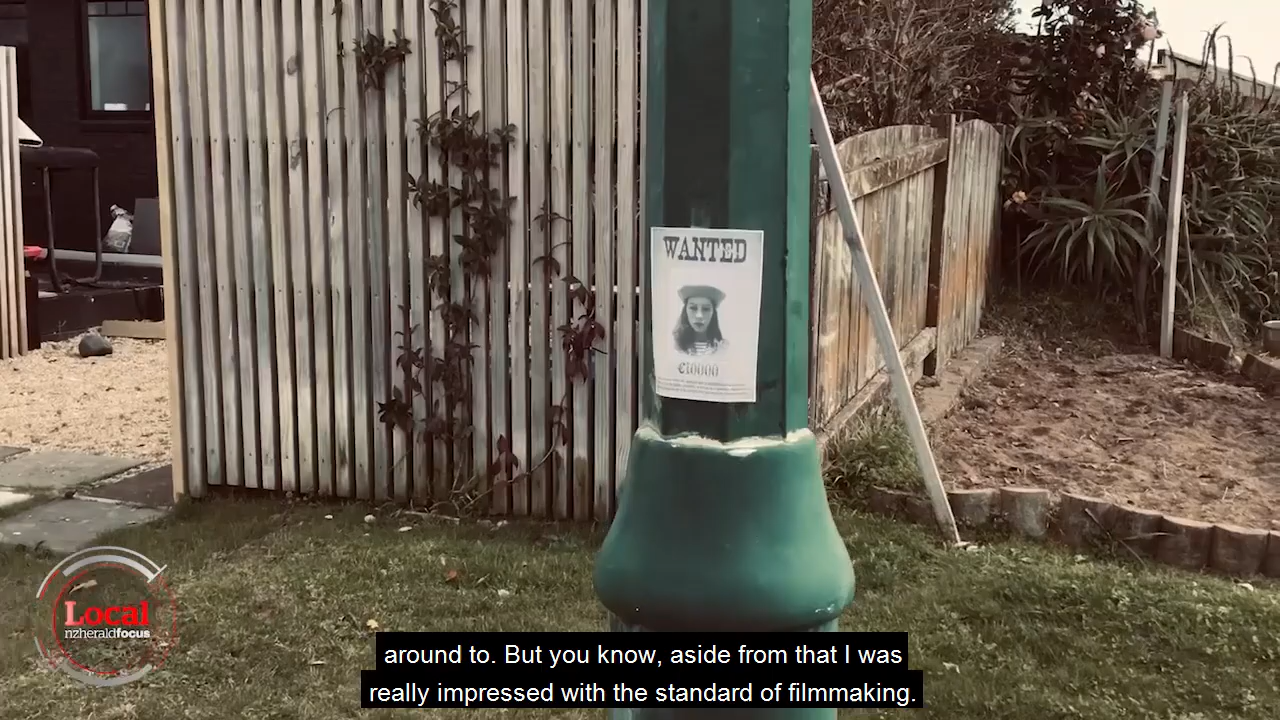 WANTED
€10000
Local
nzheraldfocus
around to. But you know, aside from that I was
really impressed with the standard of filmmaking.